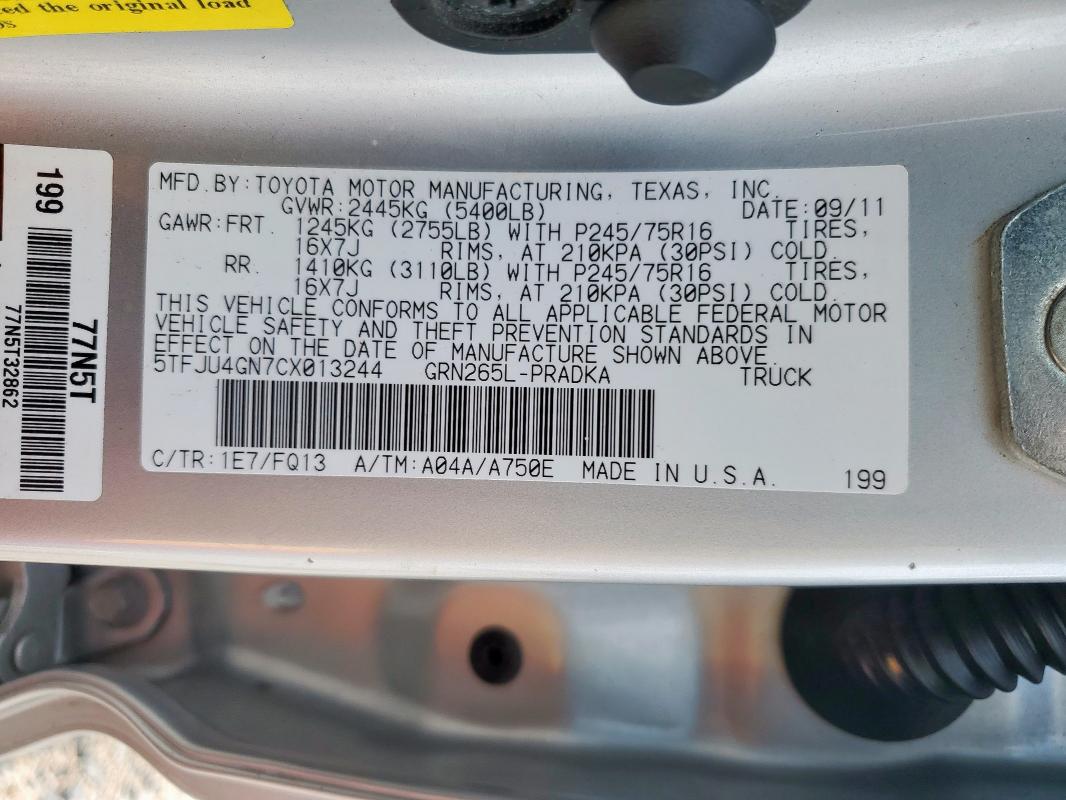 ed the original load
199
77N5T
77N5T32862
MFD.BY:TOYOTA MOTOR MANUFACTURING, TEXAS, INC.
GVWR:2445KG (5400LB) DATE:09/11
GAWR:FRT. 1245KG (2755LB) WITH P245/75R16 TIRES,
16X7J RIMS, AT 210KPA (30PSI) COLD.
RR. 1410KG (3110LB) WITH P245/75R16 TIRES,
16X7J RIMS, AT 210KPA (30PSI) COLD.
THIS VEHICLE CONFORMS TO ALL APPLICABLE FEDERAL MOTOR
VEHICLE SAFETY AND THEFT PREVENTION STANDARDS IN
EFFECT ON THE DATE OF MANUFACTURE SHOWN ABOVE.
5TFJU4GN7CX013244 GRN265L-PRADKA TRUCK
C/TR:1E7/FQ13 A/TM:A04A/A750E MADE IN U.S.A. 199